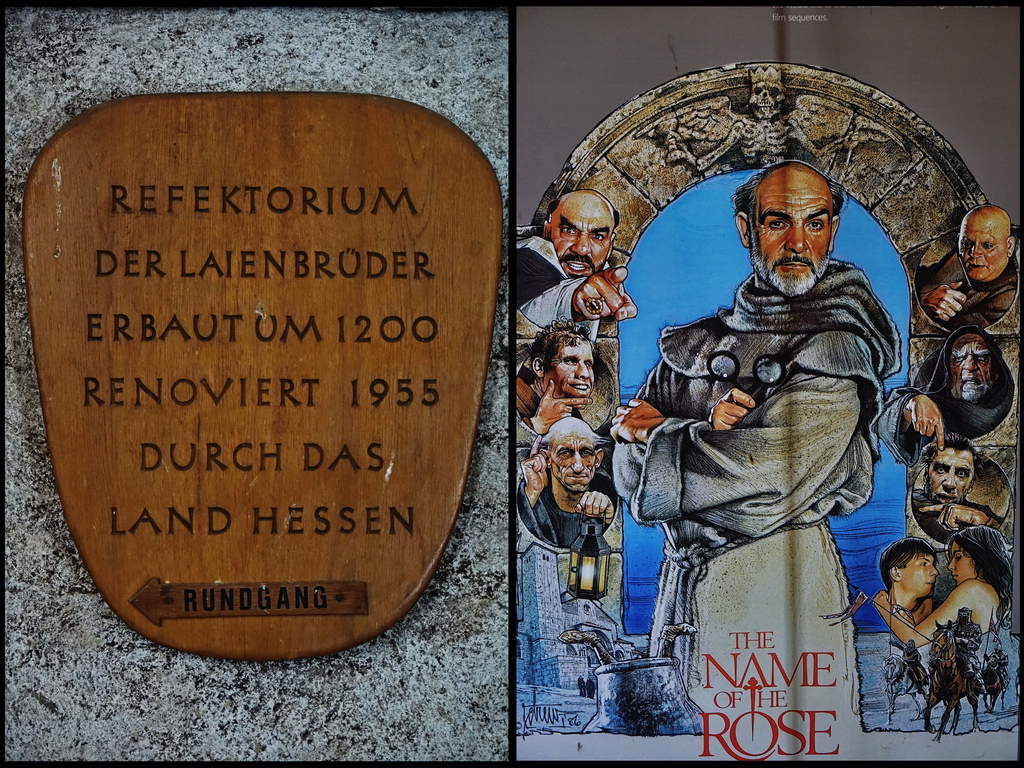 REFEKTORIUM
DER LAIENBRÜDER
ERBAUT UM 1200
RENOVIERT 1955
DURCH DAS
LAND HESSEN
RUNDGANG
film sequences.
THE
NAME
OF THE
ROSE